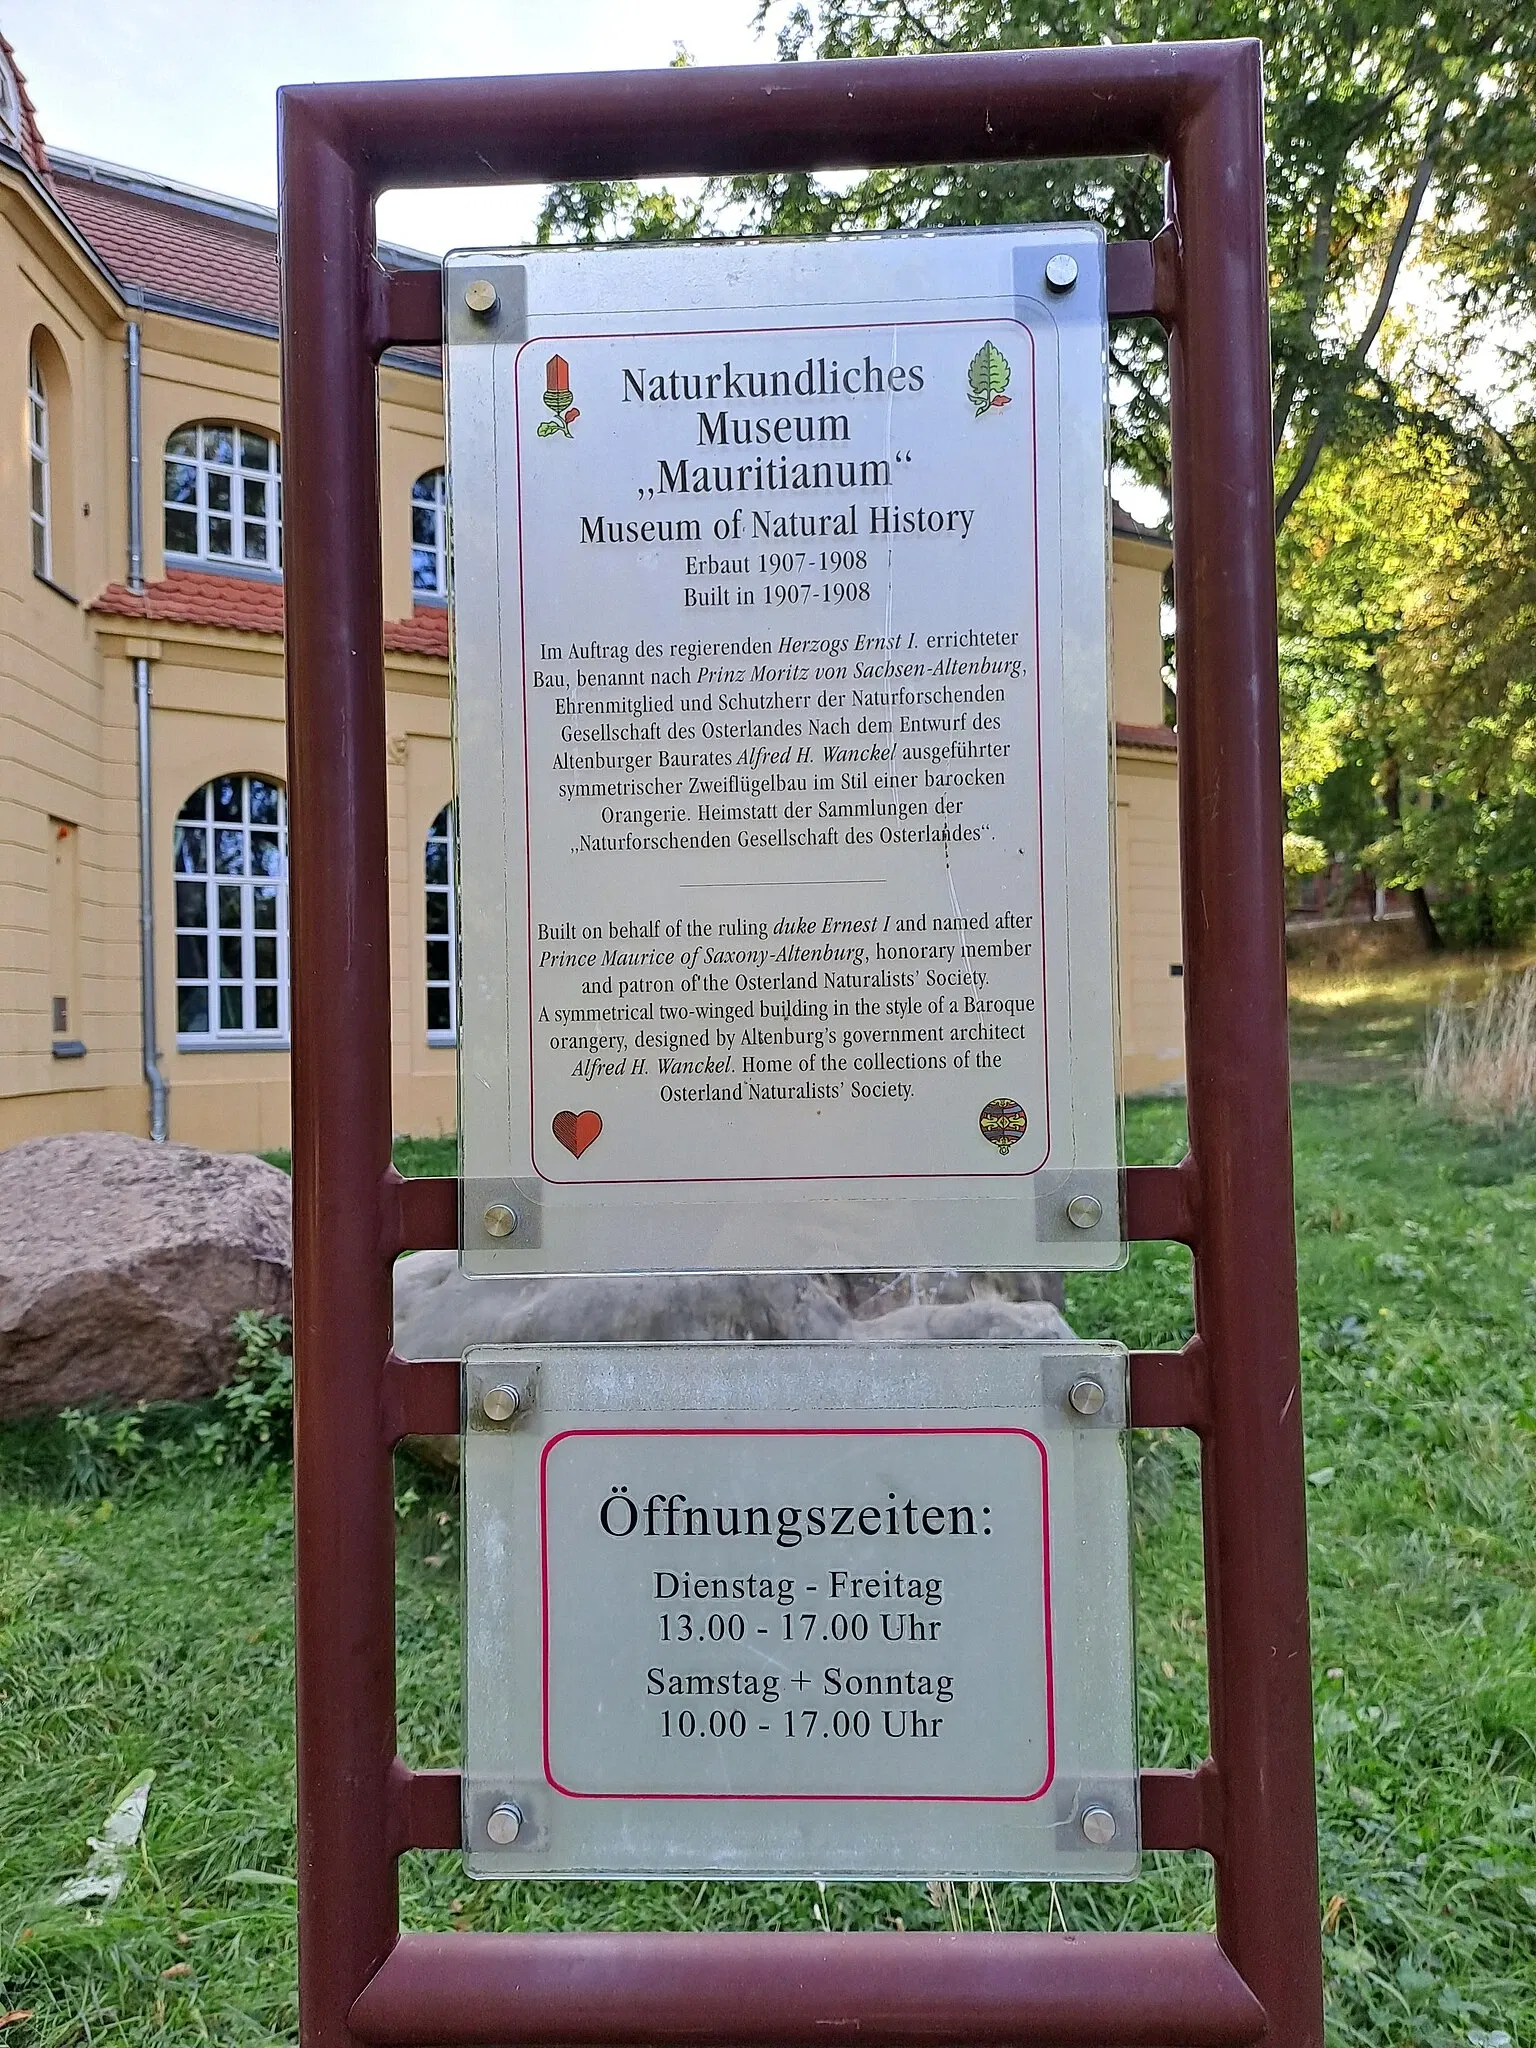 Naturkundliches
Museum
„Mauritianum“
Museum of Natural History
Erbaut 1907-1908
Built in 1907-1908
Im Auftrag des regierenden Herzogs Ernst I. errichteter
Bau, benannt nach Prinz Moritz von Sachsen-Altenburg,
Ehrenmitglied und Schutzherr der Naturforschenden
Gesellschaft des Osterlandes Nach dem Entwurf des
Altenburger Baurates Alfred H. Wanckel ausgeführter
symmetrischer Zweiflügelbau im Stil einer barocken
Orangerie. Heimstatt der Sammlungen der
„Naturforschenden Gesellschaft des Osterlandes“.
Built on behalf of the ruling duke Ernest I and named after
Prince Maurice of Saxony-Altenburg, honorary member
and patron of the Osterland Naturalists’ Society.
A symmetrical two-winged building in the style of a Baroque
orangery, designed by Altenburg’s government architect
Alfred H. Wanckel. Home of the collections of the
Osterland Naturalists’ Society.
Öffnungszeiten:
Dienstag - Freitag
13.00 - 17.00 Uhr
Samstag + Sonntag
10.00 - 17.00 Uhr